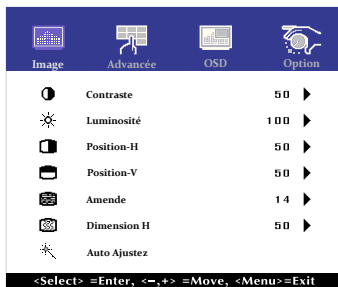 Image Advancée OSD Option
Contraste 50
Luminosité 100
Position-H 50
Position-V 50
Amende 14
Dimension H 50
Auto Ajustez
<Select> =Enter, <−,+> =Move, <Menu>=Exit